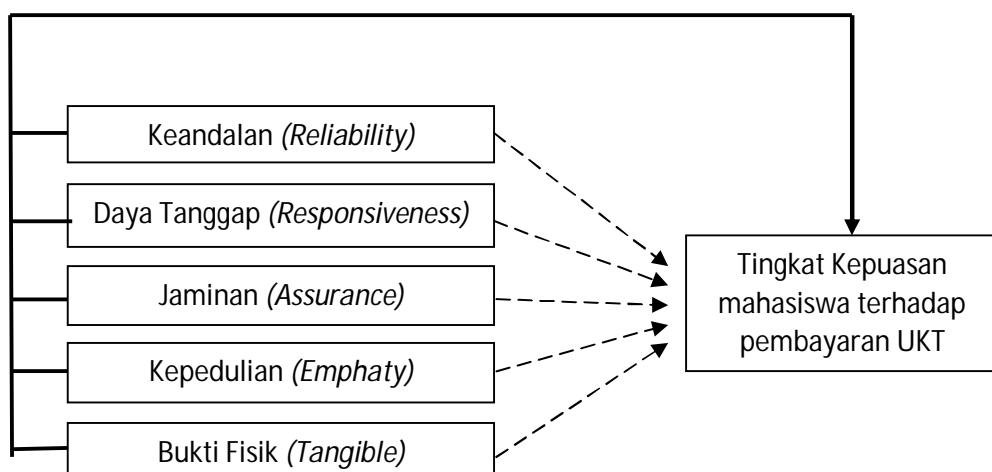 Keandalan (Reliability)
Daya Tanggap (Responsiveness)
Jaminan (Assurance)
Kepedulian (Emphaty)
Bukti Fisik (Tangible)
Tingkat Kepuasan
mahasiswa terhadap
pembayaran UKT